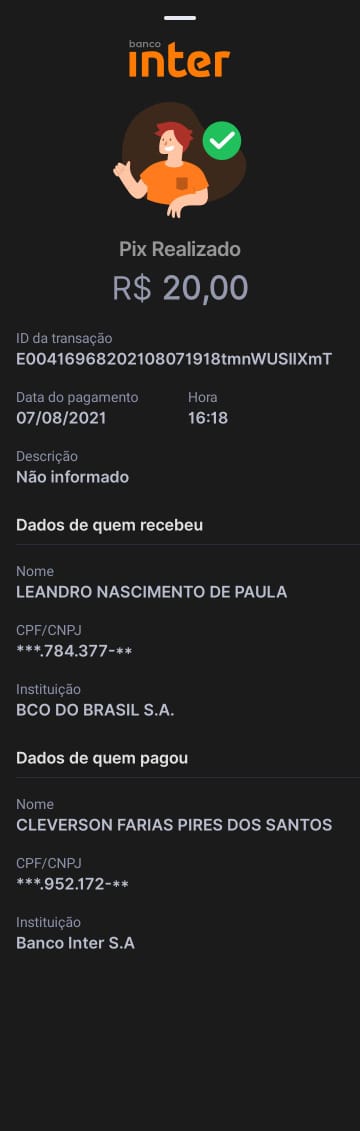 banco
inter
Pix Realizado
R$ 20,00
ID da transação
E00416968202108071918tmnWUSIIXmT
Data do pagamento Hora
07/08/2021 16:18
Descrição
Não informado
Dados de quem recebeu
Nome
LEANDRO NASCIMENTO DE PAULA
CPF/CNPJ
***.784.377-**
Instituição
BCO DO BRASIL S.A.
Dados de quem pagou
Nome
CLEVERSON FARIAS PIRES DOS SANTOS
CPF/CNPJ
***.952.172-**
Instituição
Banco Inter S.A